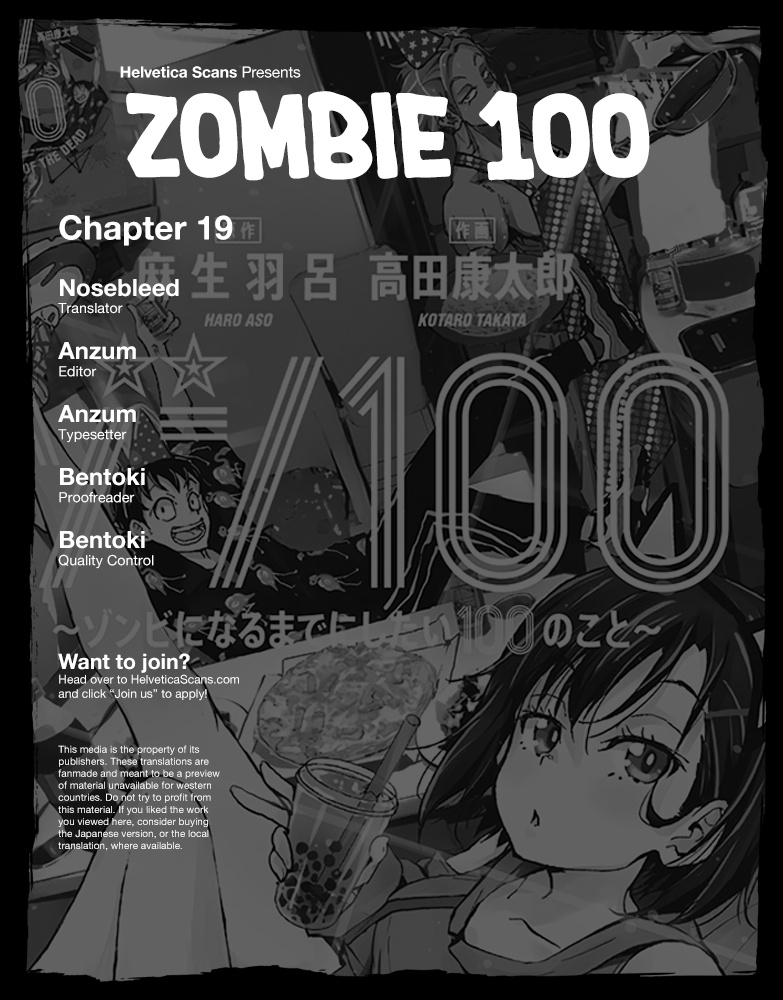 Helvetica Scans Presents
ZOMBIE 100
Chapter 19
原作
作画
麻生羽呂
高田康太郎
HARO ASO
KOTARO TAKATA
Nosebleed
Translator
Anzum
Editor
/100
Anzum
Typesetter
Bentoki
Proofreader
Bentoki
Quality Control
~ゾンビになるまでにしたい100のこと~
Want to join?
Head over to HelveticaScans.com
and click “Join us” to apply!
This media is the property of its
publishers. These translations are
fanmade and meant to be a preview
of material unavailable for western
countries. Do not try to profit from
this material. If you liked the work
you viewed here, consider buying
the Japanese version, or the local
translation, where available.
OF THE DEAD